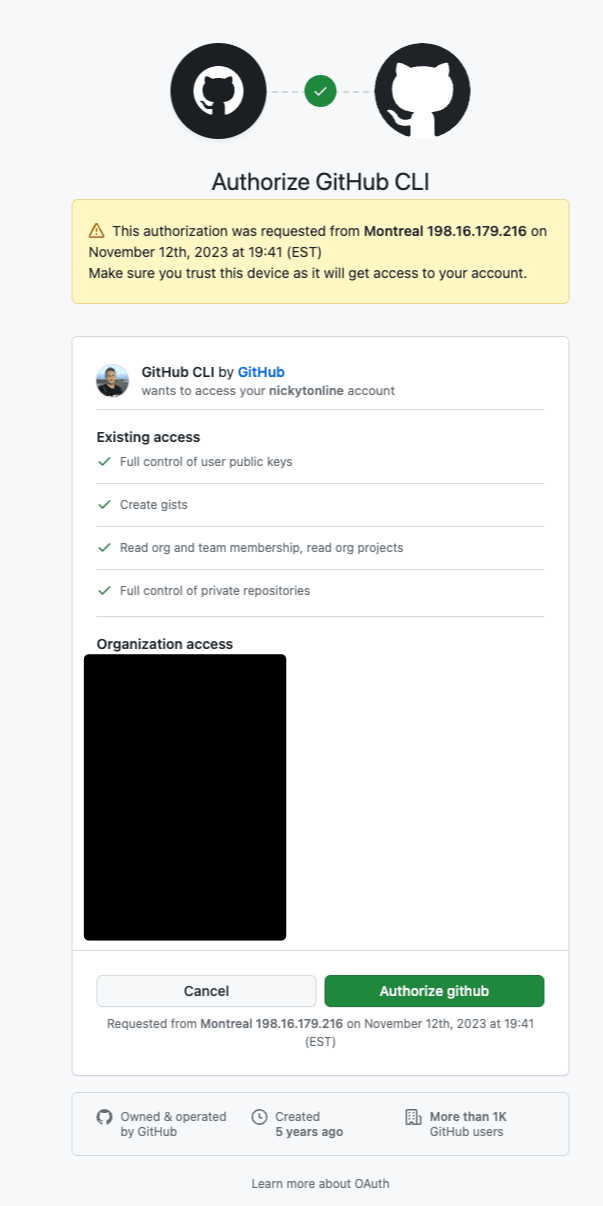 Authorize GitHub CLI
This authorization was requested from Montreal 198.16.179.216 on
November 12th, 2023 at 19:41 (EST)
Make sure you trust this device as it will get access to your account.
GitHub CLI by GitHub
wants to access your nickytonline account
Existing access
Full control of user public keys
Create gists
Read org and team membership, read org projects
Full control of private repositories
Organization access
Cancel
Authorize github
Requested from Montreal 198.16.179.216 on November 12th, 2023 at 19:41
(EST)
Owned & operated
by GitHub
Created
5 years ago
More than 1K
GitHub users
Learn more about OAuth